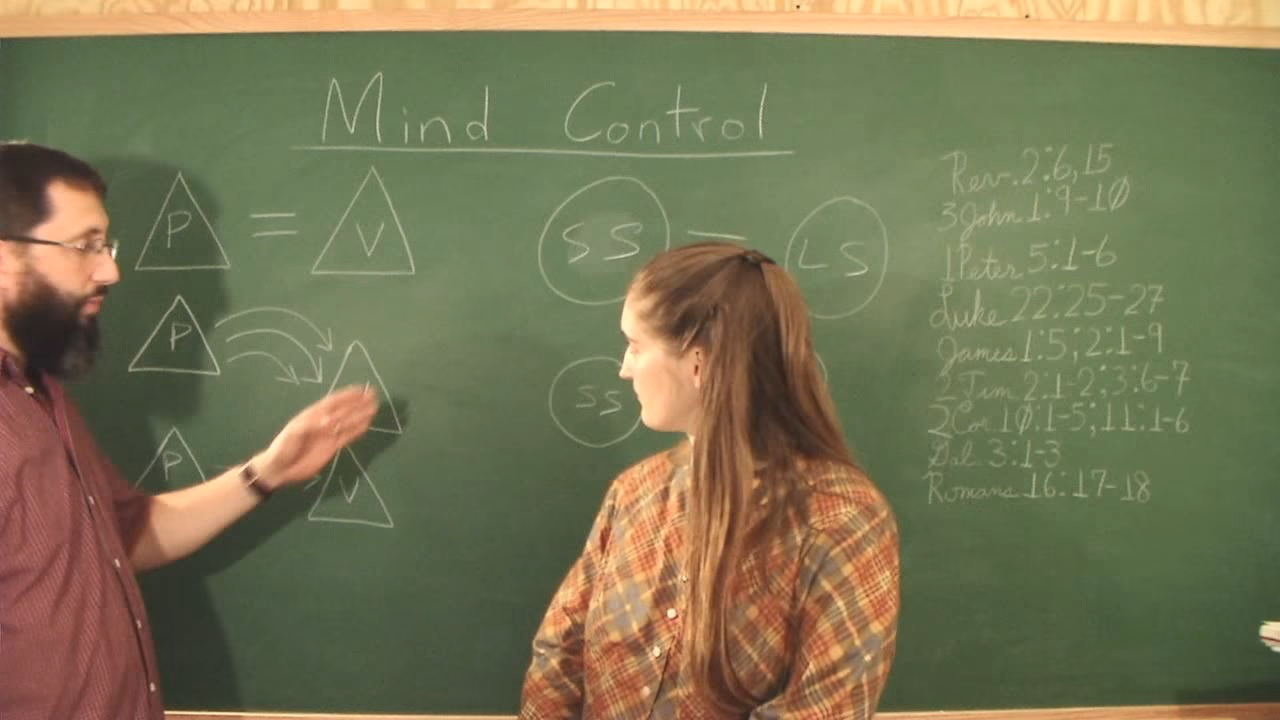 Mind Control
P = V
SS = LS
P
P V
SS
Rev. 2:6,15
3John 1:9-10
1Peter 5:1-6
Luke 22:25-27
James 1:5;2:1-9
2Tim 2:1-2;3:6-7
2Cor.10:1-5;11:1-6
Gal. 3:1-3
Romans 16:17-18